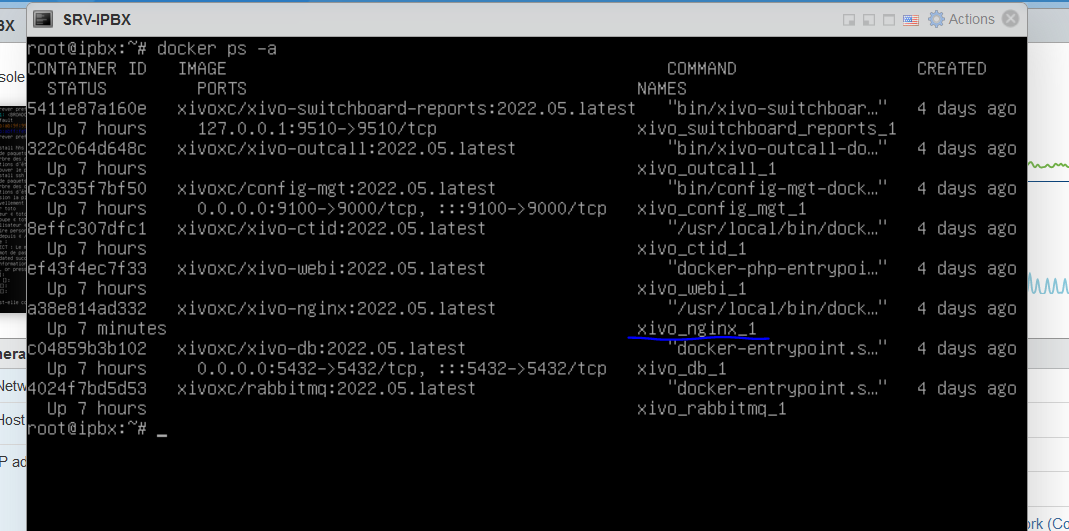 SRV-IPBX
Actions
root@ipbx:~# docker ps -a
CONTAINER ID IMAGE COMMAND CREATED
STATUS PORTS NAMES
5411e87a160e xivoxc/xivo-switchboard-reports:2022.05.latest "bin/xivo-switchboar…" 4 days ago
Up 7 hours 127.0.0.1:9510->9510/tcp xivo_switchboard_reports_1
322c064d648c xivoxc/xivo-outcall:2022.05.latest "bin/xivo-outcall-do…" 4 days ago
Up 7 hours xivo_outcall_1
c7c335f7bf50 xivoxc/config-mgt:2022.05.latest "bin/config-mgt-dock…" 4 days ago
Up 7 hours 0.0.0.0:9100->9000/tcp, :::9100->9000/tcp xivo_config_mgt_1
8effc307dfc1 xivoxc/xivo-ctid:2022.05.latest "/usr/local/bin/dock…" 4 days ago
Up 7 hours xivo_ctid_1
ef43f4ec7f33 xivoxc/xivo-webi:2022.05.latest "docker-php-entrypoi…" 4 days ago
Up 7 hours xivo_webi_1
a38e814ad332 xivoxc/xivo-nginx:2022.05.latest "/usr/local/bin/dock…" 4 days ago
Up 7 minutes xivo_nginx_1
c04859b3b102 xivoxc/xivo-db:2022.05.latest "docker-entrypoint.s…" 4 days ago
Up 7 hours 0.0.0.0:5432->5432/tcp, :::5432->5432/tcp xivo_db_1
4024f7bd5d53 xivoxc/rabbitmq:2022.05.latest "docker-entrypoint.s…" 4 days ago
Up 7 hours xivo_rabbitmq_1
root@ipbx:~# _